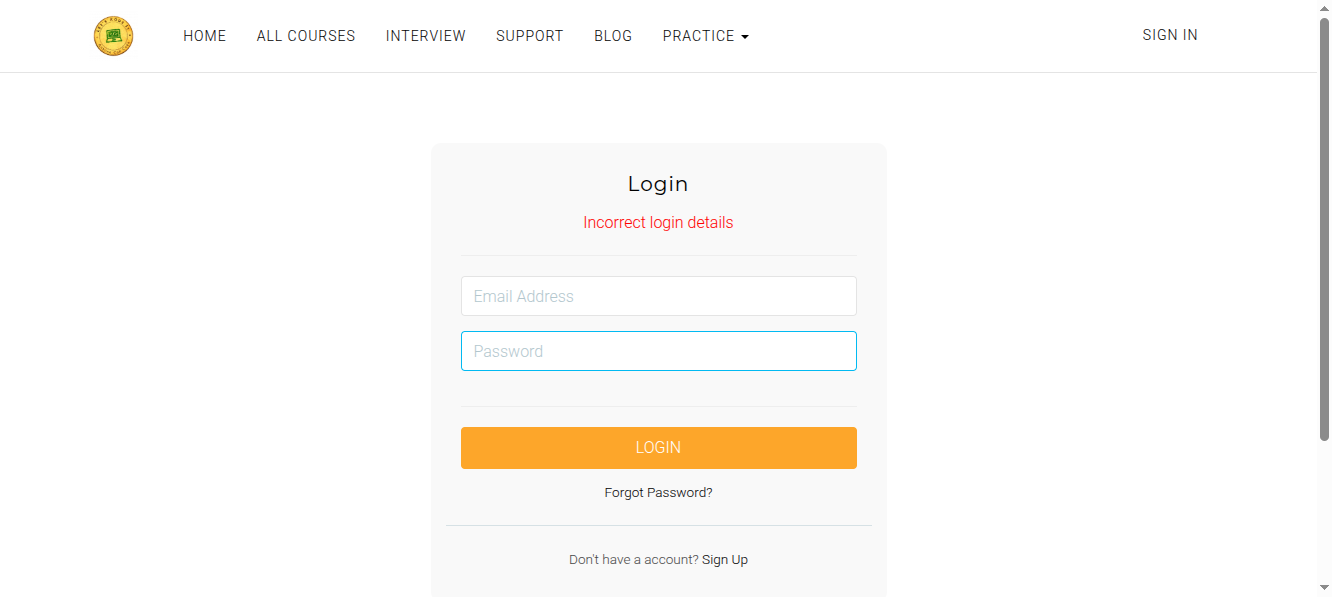 HOME ALL COURSES INTERVIEW SUPPORT BLOG PRACTICE SIGN IN
Login
Incorrect login details
Email Address
Password
LOGIN
Forgot Password?
Don't have a account? Sign Up